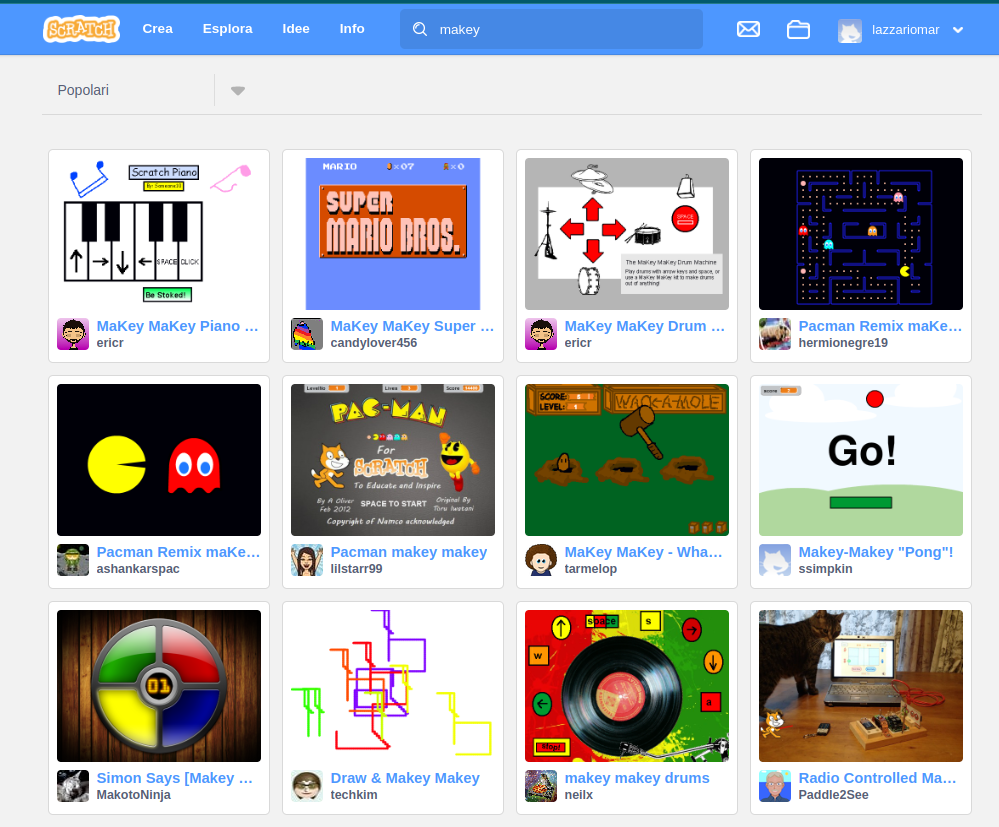 SCRATCH Crea Esplora Idee Info makey lazzariomar
Popolari
Scratch Piano
SPACE CLICK
Be Stoked!
MaKey MaKey Piano ...
ericr
MARIO ×07 ×0
SUPER
MARIO BROS.
MaKey MaKey Super ...
candylover456
SPACE
The MaKey MaKey Drum Machine
Play drums with arrow keys and space, or
use a MaKey MaKey kit to make drums
out of anything!
MaKey MaKey Drum ...
ericr
Pacman Remix maKe...
hermionegre19
Pacman Remix maKe...
ashankarspac
Lives Score
PAC-MAN
For
SCRATCH
To Educate and Inspire
By A Oliver
Feb 2012
SPACE TO START
Original By
Toru Iwatani
Copyright of Namco acknowledged
Pacman makey makey
lilstarr99
SCORE:
LEVEL:
WACK-A-MOLE
MaKey MaKey - Wha...
tarmelop
score
Go!
Makey-Makey "Pong"!
ssimpkin
01
Simon Says [Makey ...
MakotoNinja
Draw & Makey Makey
techkim
space
s
w
a
Stop!
makey makey drums
neilx
Radio Controlled Ma...
Paddle2See